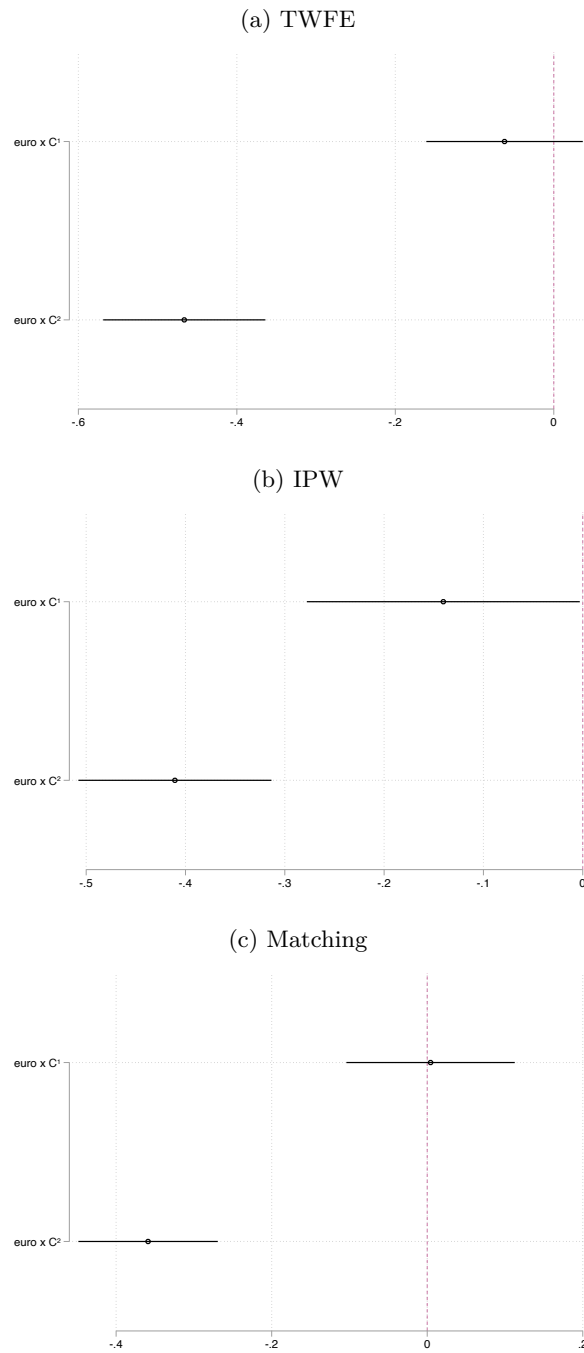 (a) TWFE
euro x C¹
euro x C²
-.6 -.4 -.2 0
(b) IPW
euro x C¹
euro x C²
-.5 -.4 -.3 -.2 -.1 0
(c) Matching
euro x C¹
euro x C²
-.4 -.2 0 .2